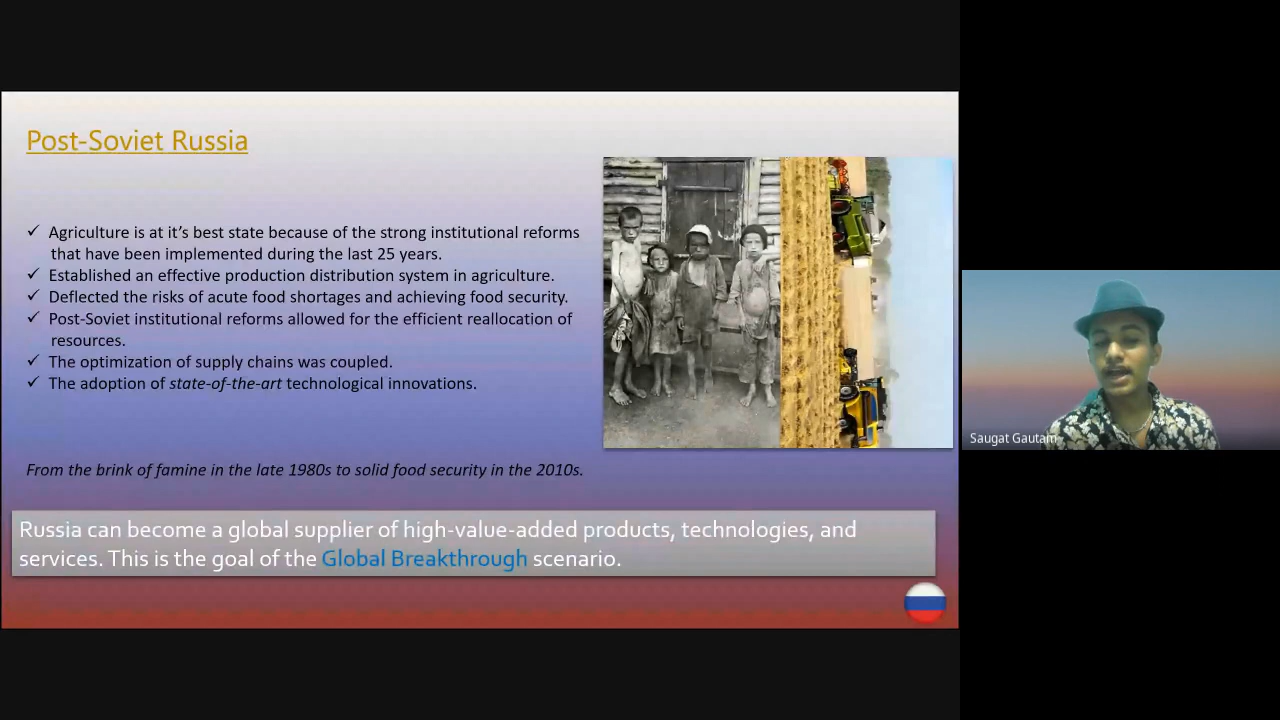 Post-Soviet Russia
✓ Agriculture is at it’s best state because of the strong institutional reforms
that have been implemented during the last 25 years.
✓ Established an effective production distribution system in agriculture.
✓ Deflected the risks of acute food shortages and achieving food security.
✓ Post-Soviet institutional reforms allowed for the efficient reallocation of
resources.
✓ The optimization of supply chains was coupled.
✓ The adoption of state-of-the-art technological innovations.
From the brink of famine in the late 1980s to solid food security in the 2010s.
Russia can become a global supplier of high-value-added products, technologies, and
services. This is the goal of the Global Breakthrough scenario.
Saugat Gautam